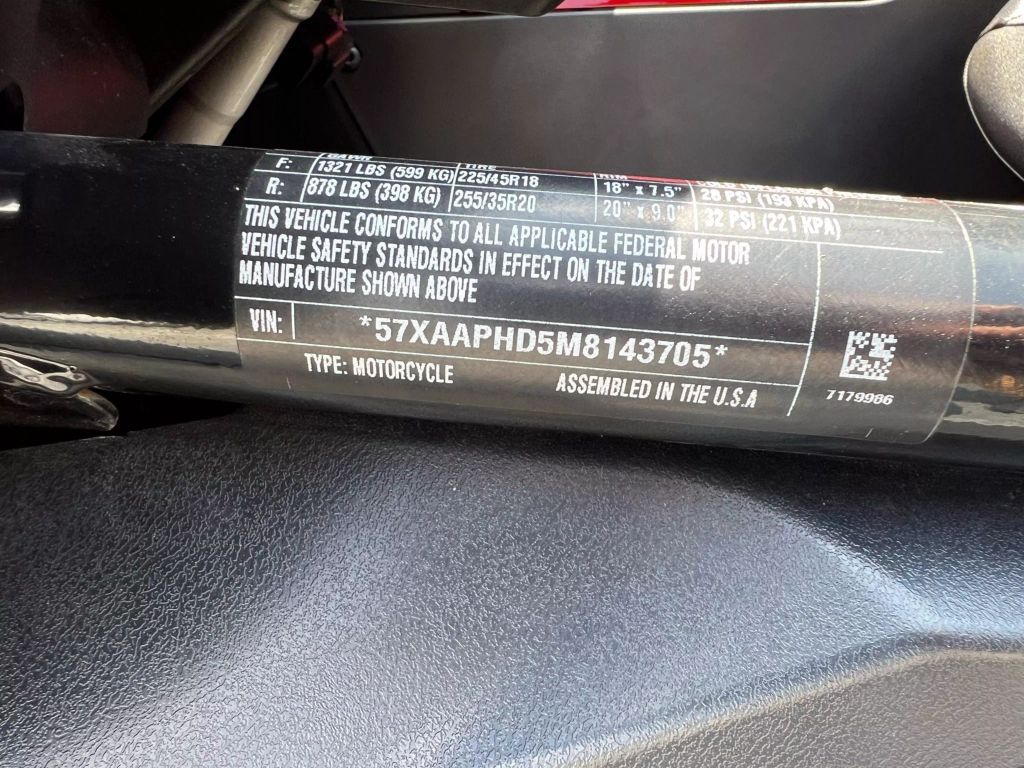 F: 1321 LBS (599 KG) 225/45R18 18" x 7.5" 28 PSI (193 KPA)
R: 878 LBS (398 KG) 255/35R20 20" x 9.0" 32 PSI (221 KPA)
THIS VEHICLE CONFORMS TO ALL APPLICABLE FEDERAL MOTOR
VEHICLE SAFETY STANDARDS IN EFFECT ON THE DATE OF
MANUFACTURE SHOWN ABOVE
VIN: *57XAAPHD5M8143705*
TYPE: MOTORCYCLE ASSEMBLED IN THE U.S.A
7179986